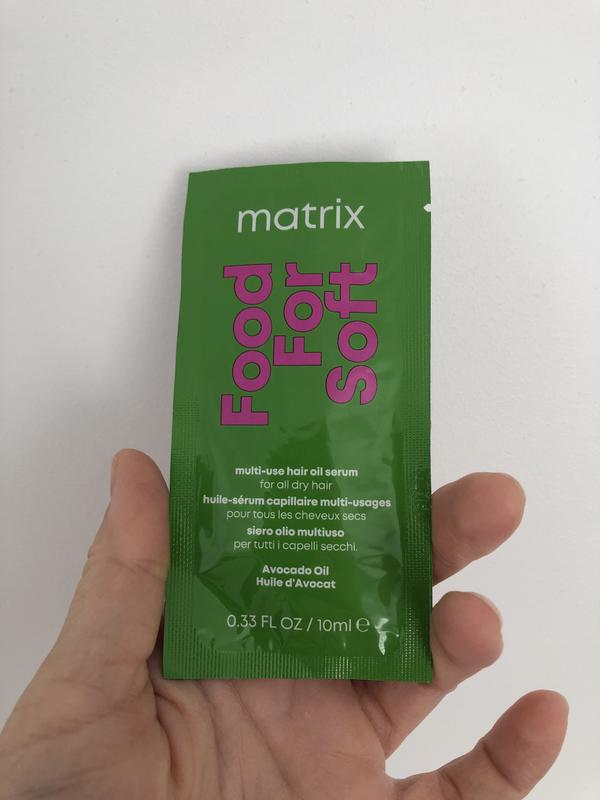 matrix
Food
For
Soft
multi-use hair oil serum
for all dry hair
huile-sérum capillaire multi-usages
pour tous les cheveux secs
siero olio multiuso
per tutti i capelli secchi.
Avocado Oil
Huile d'Avocat
0.33 FL OZ / 10ml ℮